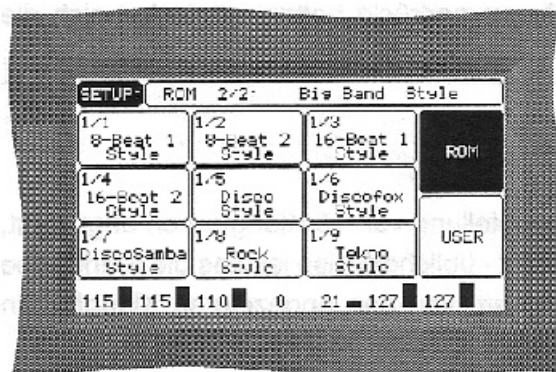 SETUP: ROM 2/2: Big Band Style
1/1 1/2 1/3
8-Beat 1 8-Beat 2 16-Beat 1 ROM
Style Style Style
1/4 1/5 1/6
16-Beat 2 Disco Discofox
Style Style Style
1/7 1/8 1/9 USER
DiscoSamba Rock Tekno
Style Style Style
115 115 110 0 21 127 127